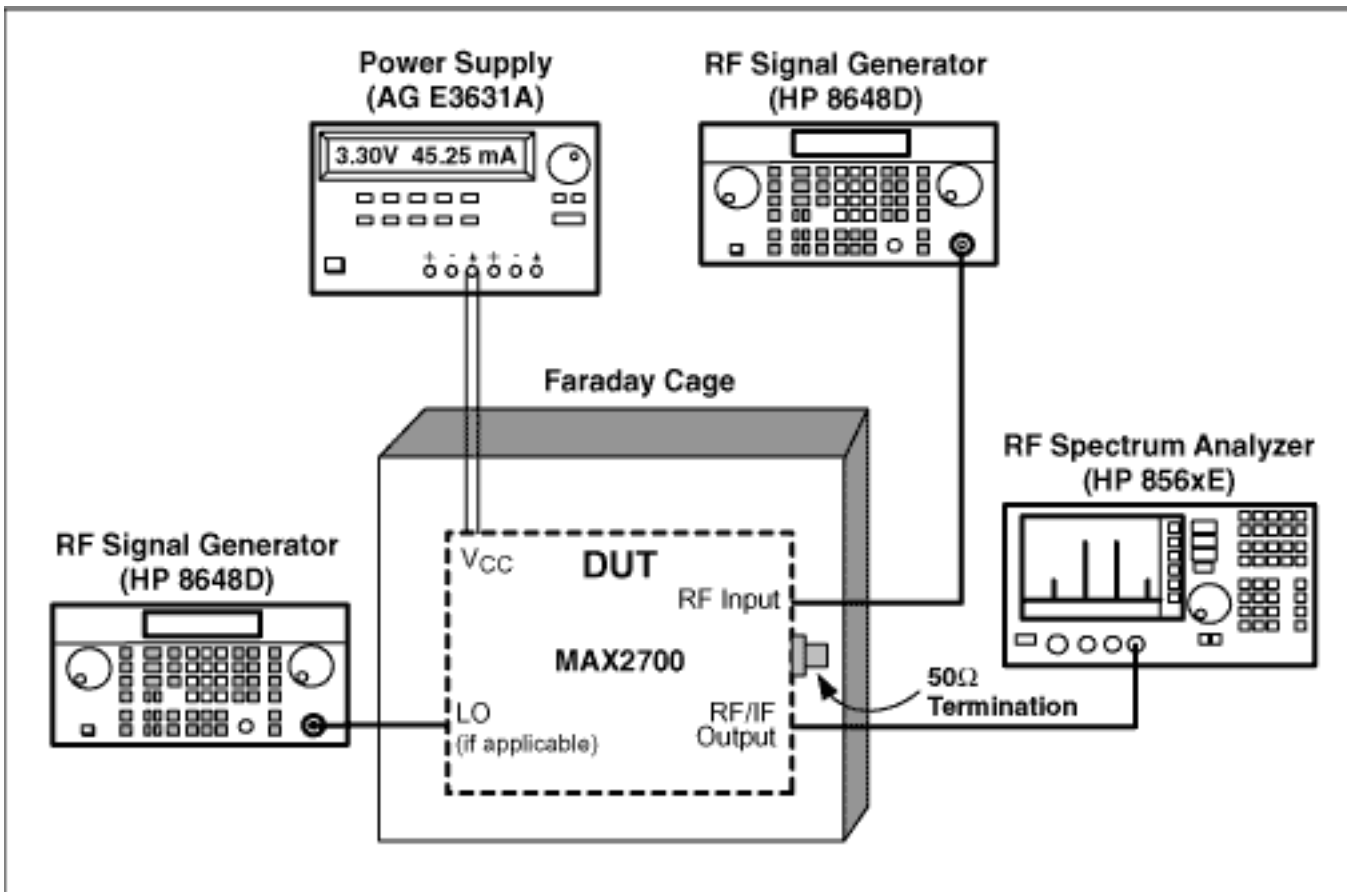 Power Supply
(AG E3631A)
RF Signal Generator
(HP 8648D)
3.30V 45.25 mA
+ - + -
Faraday Cage
RF Spectrum Analyzer
(HP 856xE)
RF Signal Generator
(HP 8648D)
VCC
DUT
RF Input
MAX2700
50Ω
Termination
LO
(if applicable)
RF/IF
Output